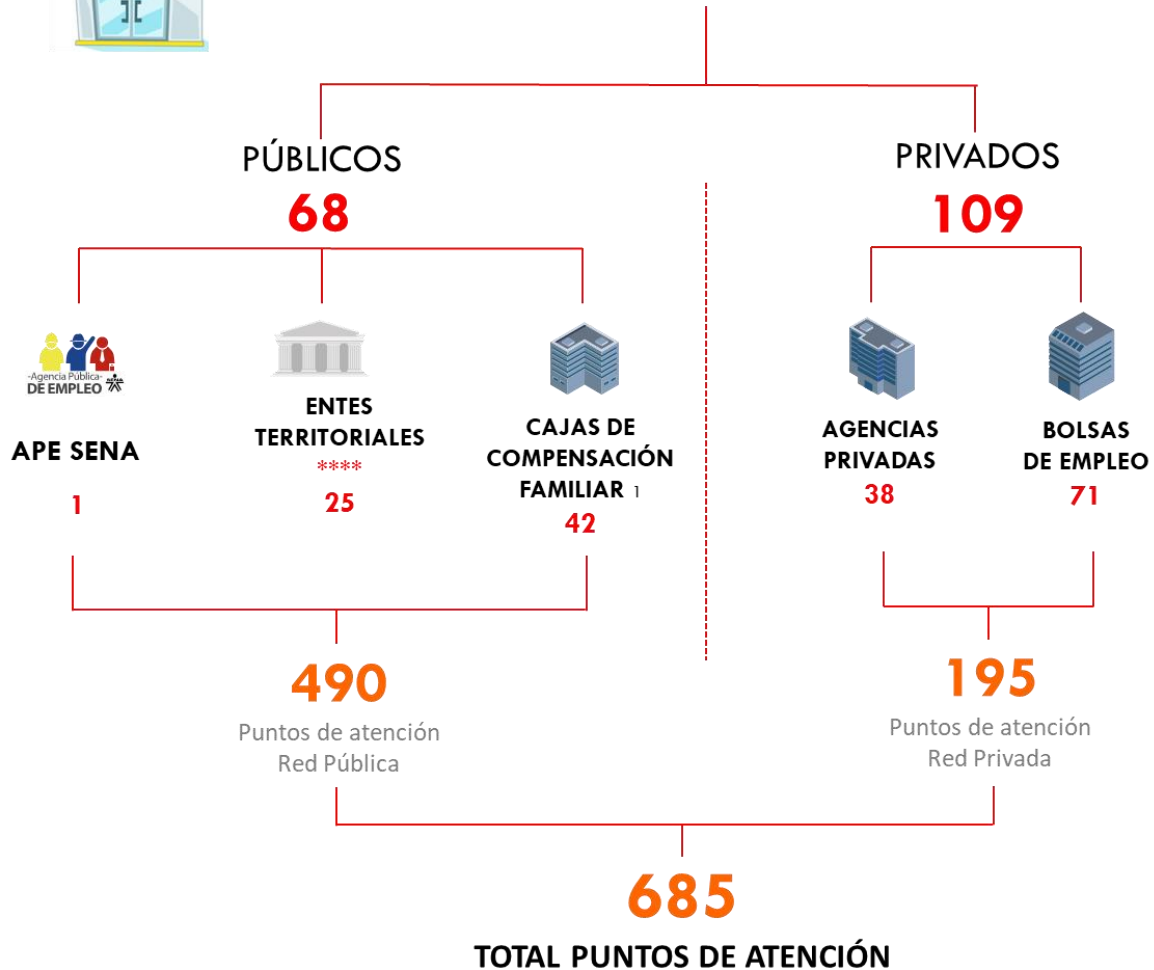 PÚBLICOS
68
PRIVADOS
109
-Agencia Pública-
DE EMPLEO
APE SENA
1
ENTES
TERRITORIALES
****
25
CAJAS DE
COMPENSACIÓN
FAMILIAR 1
42
AGENCIAS
PRIVADAS
38
BOLSAS
DE EMPLEO
71
490
Puntos de atención
Red Pública
195
Puntos de atención
Red Privada
685
TOTAL PUNTOS DE ATENCIÓN